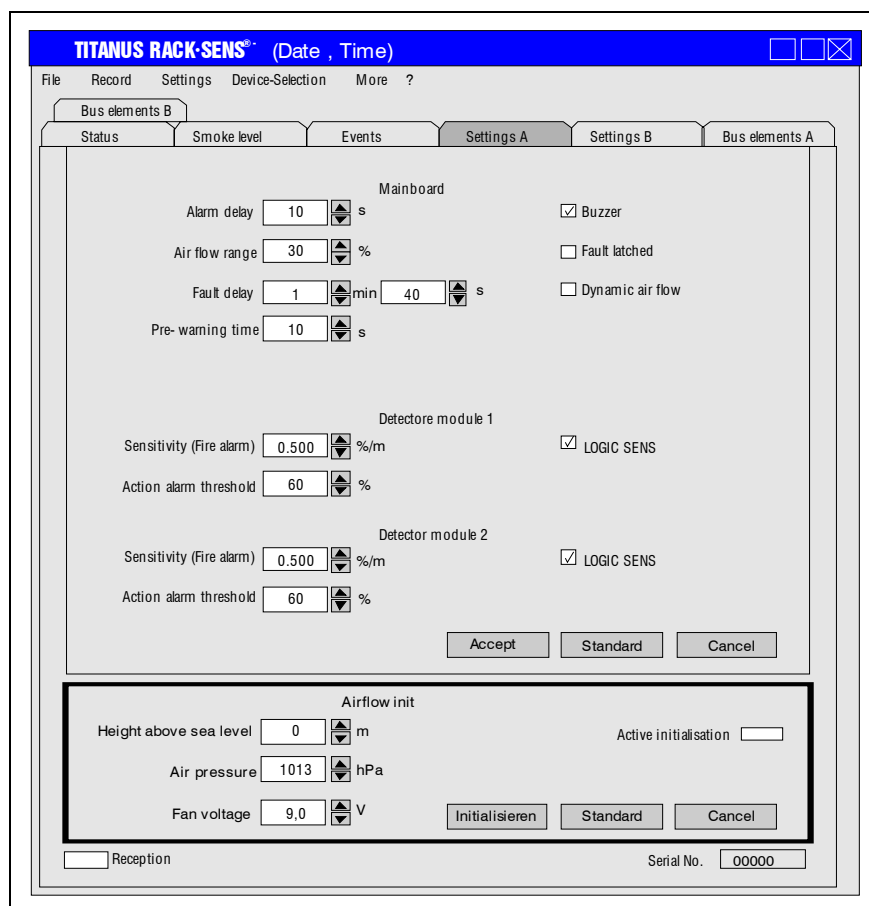 TITANUS RACK·SENS®- (Date , Time)
File Record Settings Device-Selection More ?
Bus elements B
Status Smoke level Events Settings A Settings B Bus elements A
Mainboard
Alarm delay 10 s Buzzer
Air flow range 30 % Fault latched
Fault delay 1 min 40 s Dynamic air flow
Pre- warning time 10 s
Detectore module 1
Sensitivity (Fire alarm) 0.500 %/m LOGIC SENS
Action alarm threshold 60 %
Detector module 2
Sensitivity (Fire alarm) 0.500 %/m LOGIC SENS
Action alarm threshold 60 %
Accept Standard Cancel
Airflow init
Height above sea level 0 m Active initialisation
Air pressure 1013 hPa
Fan voltage 9,0 V Initialisieren Standard Cancel
Reception Serial No. 00000